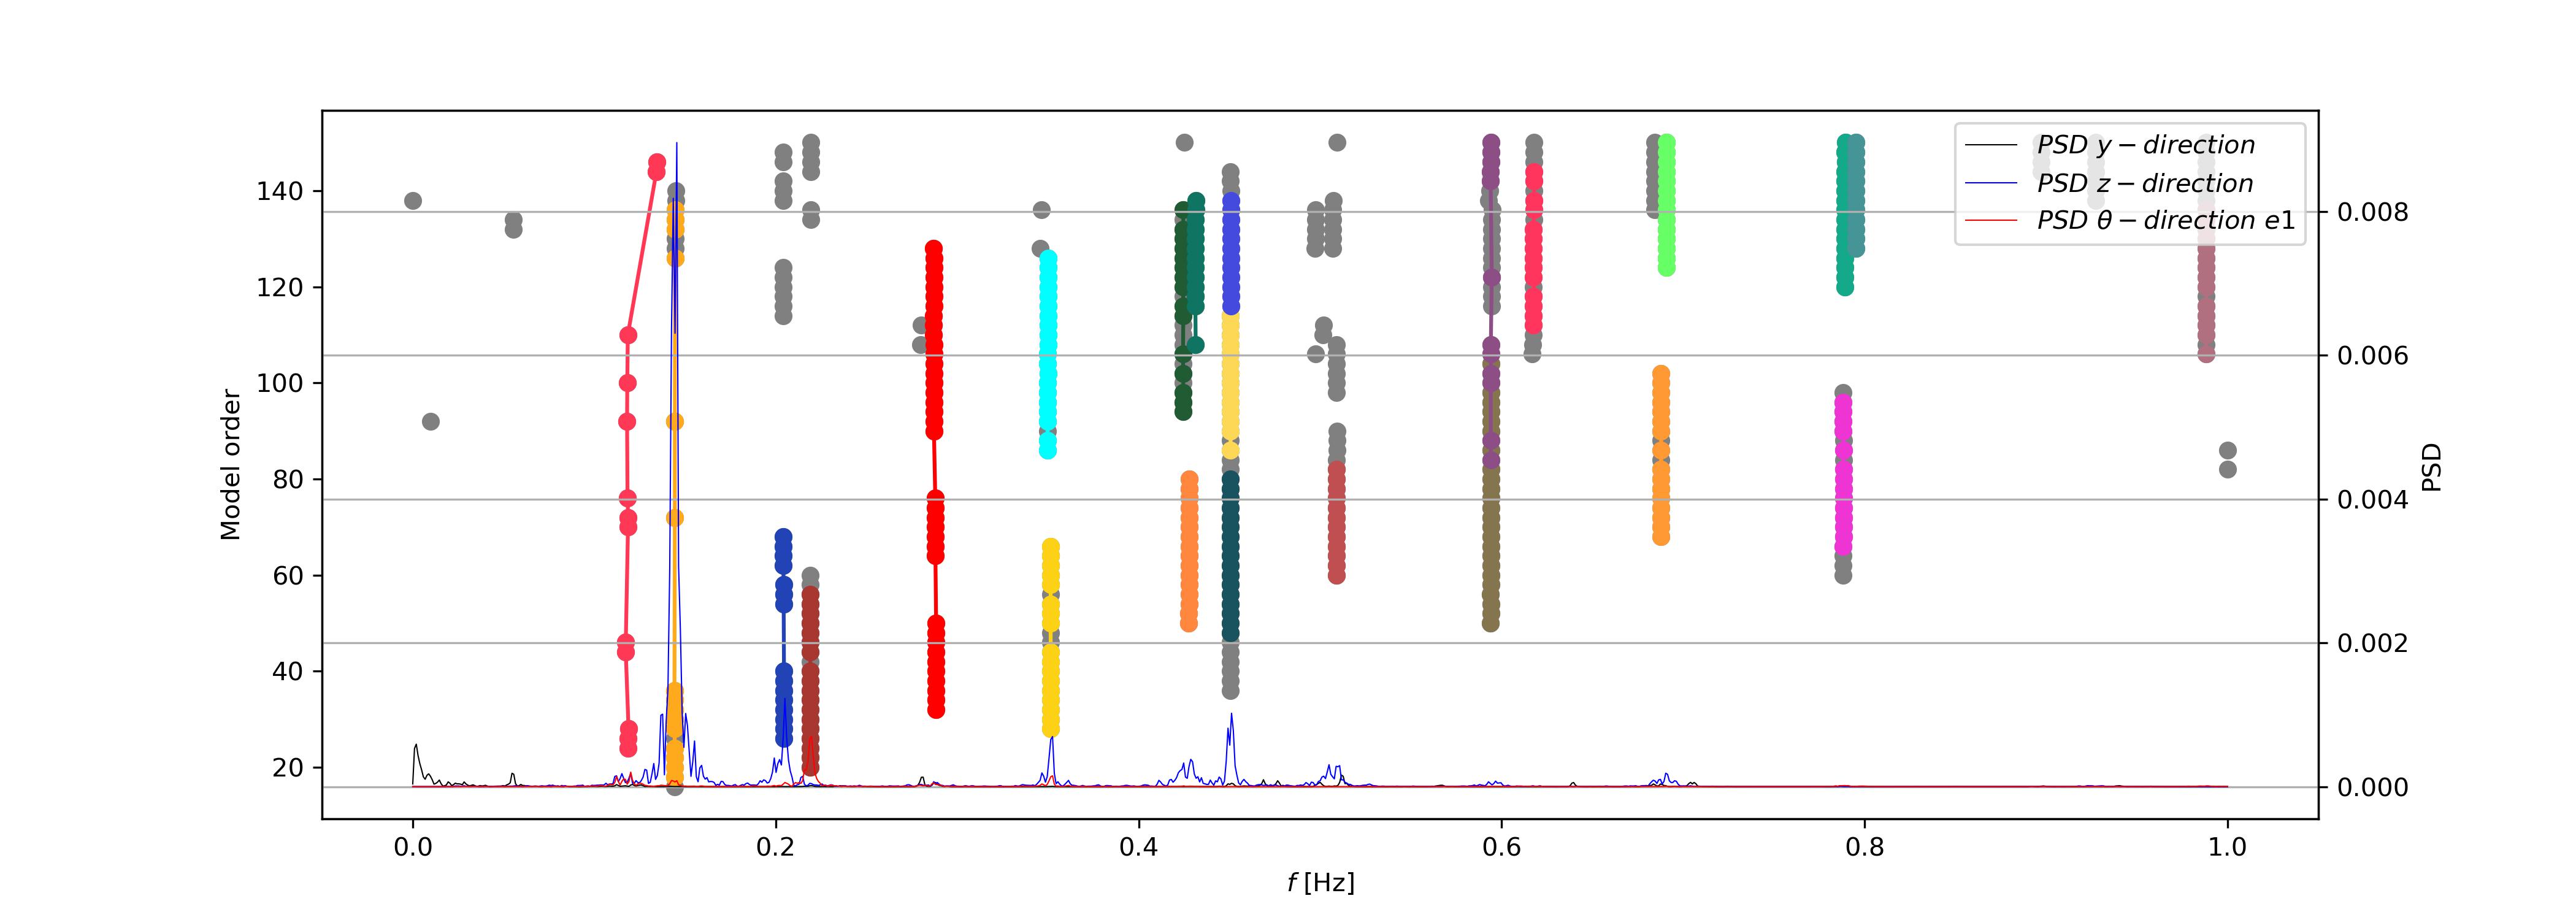 PSD y − direction
PSD z − direction
PSD θ − direction e1
140
120
100
80
60
40
20
Model order
0.008
0.006
0.004
0.002
0.000
PSD
0.0 0.2 0.4 0.6 0.8 1.0
f [Hz]